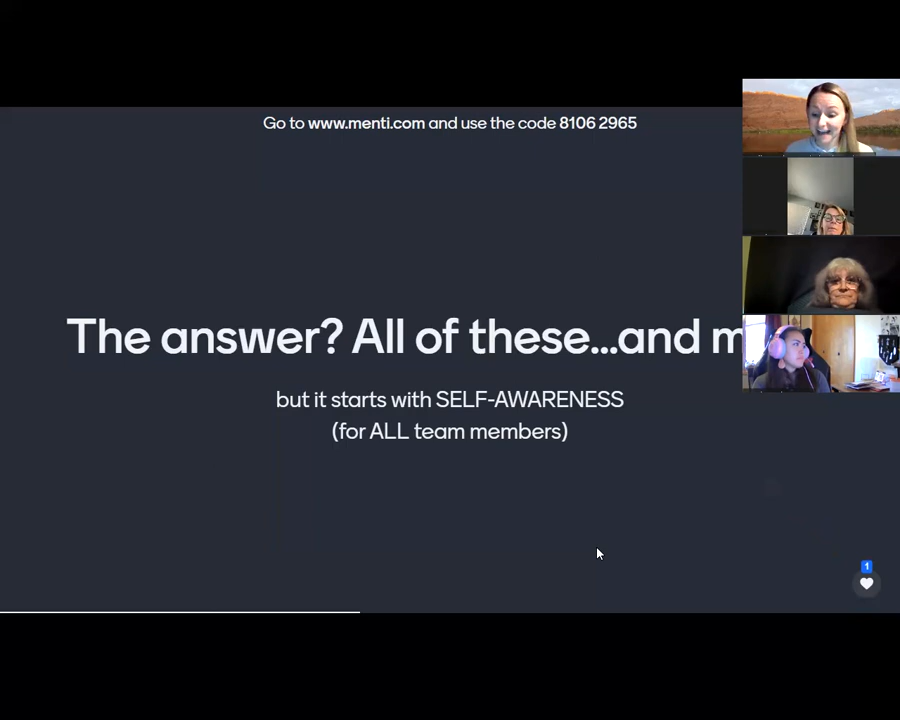 Go to www.menti.com and use the code 8106 2965
The answer? All of these...and m
but it starts with SELF-AWARENESS
(for ALL team members)
1